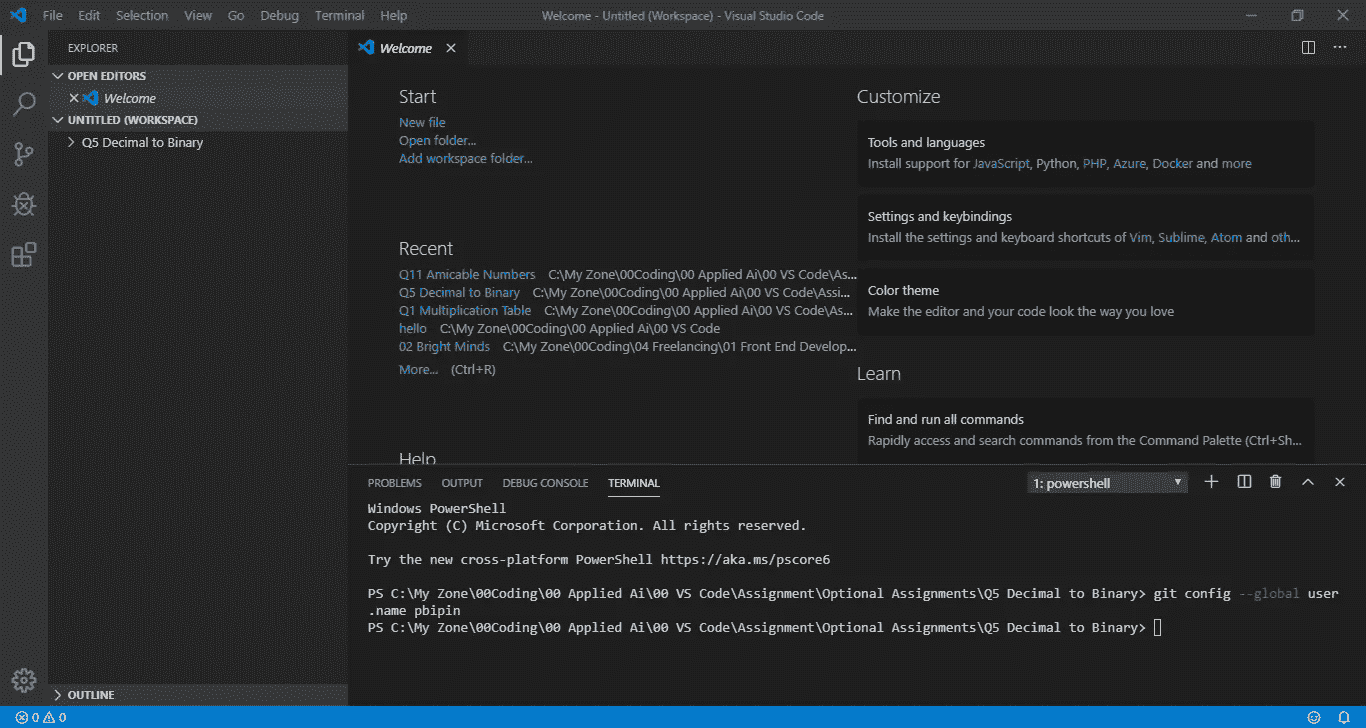 File Edit Selection View Go Debug Terminal Help
Welcome - Untitled (Workspace) - Visual Studio Code
EXPLORER
OPEN EDITORS
Welcome
UNTITLED (WORKSPACE)
Q5 Decimal to Binary
OUTLINE
Welcome
Start
New file
Open folder...
Add workspace folder...
Recent
Q11 Amicable Numbers C:\My Zone\00Coding\00 Applied Ai\00 VS Code\As...
Q5 Decimal to Binary C:\My Zone\00Coding\00 Applied Ai\00 VS Code\Assi...
Q1 Multiplication Table C:\My Zone\00Coding\00 Applied Ai\00 VS Code\As...
hello C:\My Zone\00Coding\00 Applied Ai\00 VS Code
02 Bright Minds C:\My Zone\00Coding\04 Freelancing\01 Front End Develop...
More... (Ctrl+R)
Help
Customize
Tools and languages
Install support for JavaScript, Python, PHP, Azure, Docker and more
Settings and keybindings
Install the settings and keyboard shortcuts of Vim, Sublime, Atom and oth...
Color theme
Make the editor and your code look the way you love
Learn
Find and run all commands
Rapidly access and search commands from the Command Palette (Ctrl+Sh...
PROBLEMS OUTPUT DEBUG CONSOLE TERMINAL
1: powershell
Windows PowerShell
Copyright (C) Microsoft Corporation. All rights reserved.
Try the new cross-platform PowerShell https://aka.ms/pscore6
PS C:\My Zone\00Coding\00 Applied Ai\00 VS Code\Assignment\Optional Assignments\Q5 Decimal to Binary> git config --global user
.name pbipin
PS C:\My Zone\00Coding\00 Applied Ai\00 VS Code\Assignment\Optional Assignments\Q5 Decimal to Binary>
0 0